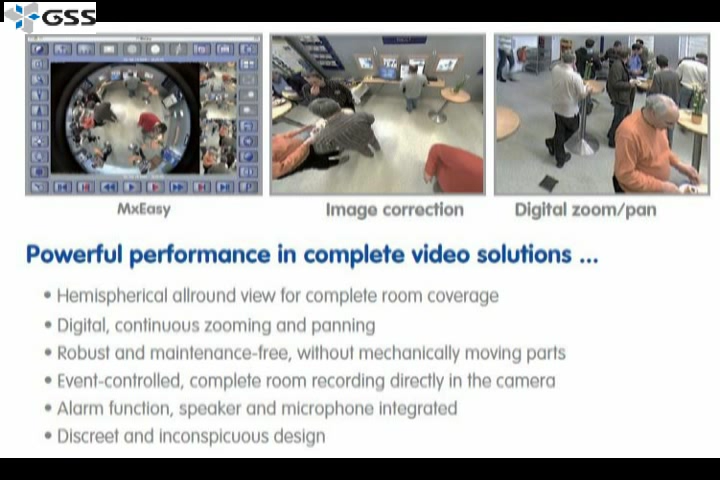 GSS
MxEasy
Image correction
Digital zoom/pan
Powerful performance in complete video solutions ...
• Hemispherical allround view for complete room coverage
• Digital, continuous zooming and panning
• Robust and maintenance-free, without mechanically moving parts
• Event-controlled, complete room recording directly in the camera
• Alarm function, speaker and microphone integrated
• Discreet and inconspicuous design